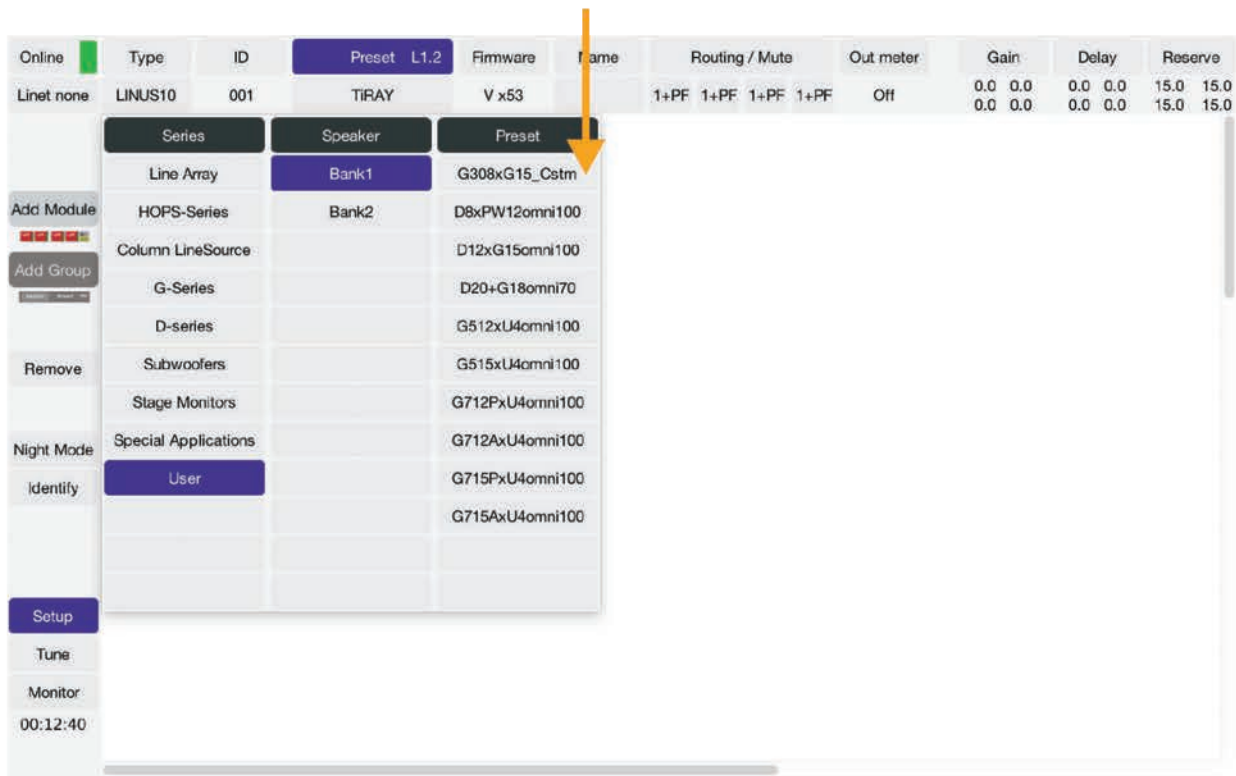 Online Type ID Preset L1.2 Firmware Name Routing / Mute Out meter Gain Delay Reserve
Linet none LINUS10 001 TiRAY V x53 1+PF 1+PF 1+PF 1+PF Off 0.0 0.0 0.0 0.0 15.0 15.0
0.0 0.0 0.0 0.0 15.0 15.0
Series Speaker Preset
Line Array Bank1 G308xG15_Cstm
Add Module HOPS-Series Bank2 D8xPW12omni100
Column LineSource D12xG15omni100
Add Group
G-Series D20+G18omni70
D-series G512xU4omni100
Remove Subwoofers G515xU4omni100
Stage Monitors G712PxU4omni100
Night Mode Special Applications G712AxU4omni100
Identify User G715PxU4omni100
G715AxU4omni100
Setup
Tune
Monitor
00:12:40